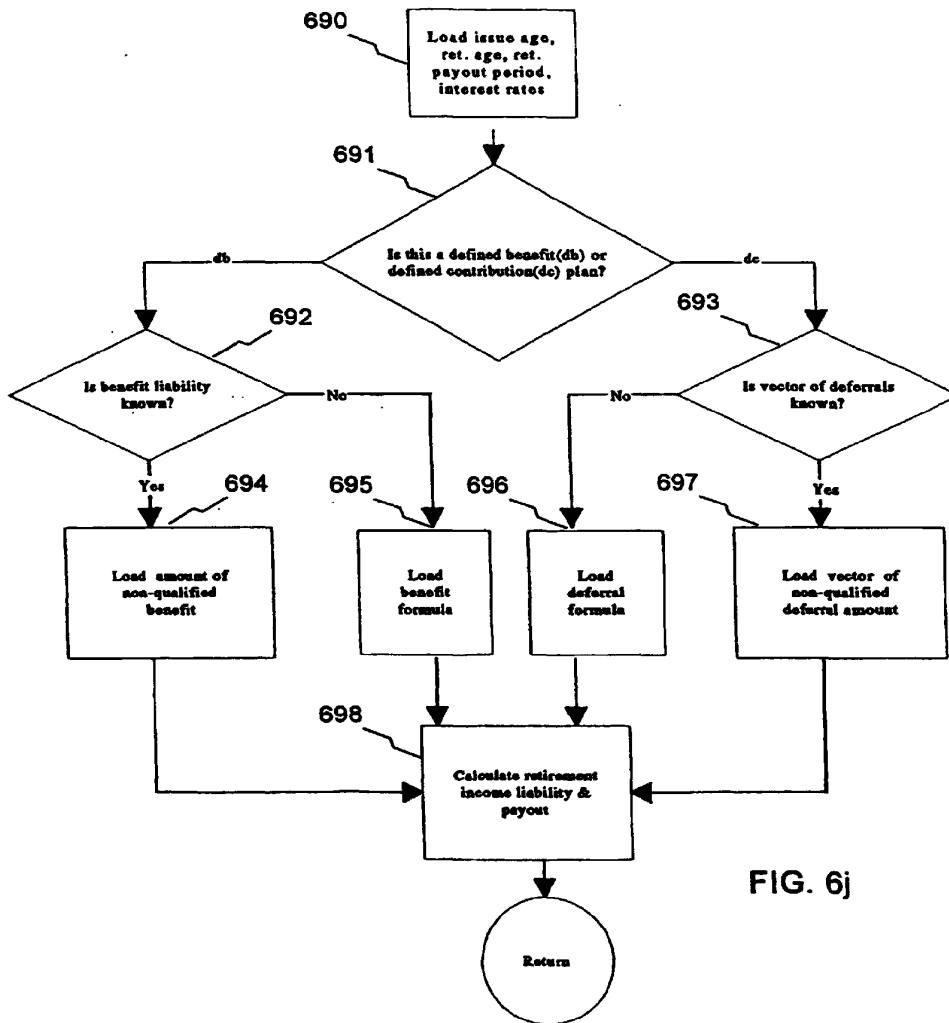 690
Load issue age,
ret. age, ret.
payout period,
interest rates
691
Is this a defined benefit(db) or
defined contribution(dc) plan?
db
dc
692
693
Is benefit liability
known?
No
No
Is vector of deferrals
known?
Yes
Yes
694
695
696
697
Load amount of
non-qualified
benefit
Load
benefit
formula
Load
deferral
formula
Load vector of
non-qualified
deferral amount
698
Calculate retirement
income liability &
payout
FIG. 6j
Return